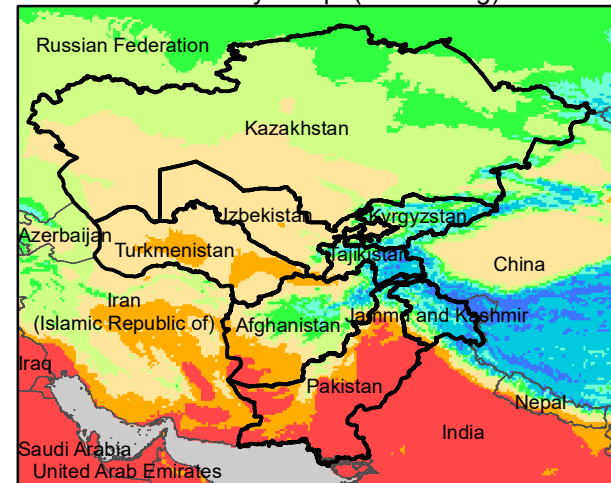 Russian Federation
Kazakhstan
Uzbekistan
Kyrgyzstan
Azerbaijan
Turkmenistan
Tajikistan
China
Iran
(Islamic Republic of)
Afghanistan
Jammu and Kashmir
Iraq
Pakistan
Nepal
India
Saudi Arabia
United Arab Emirates